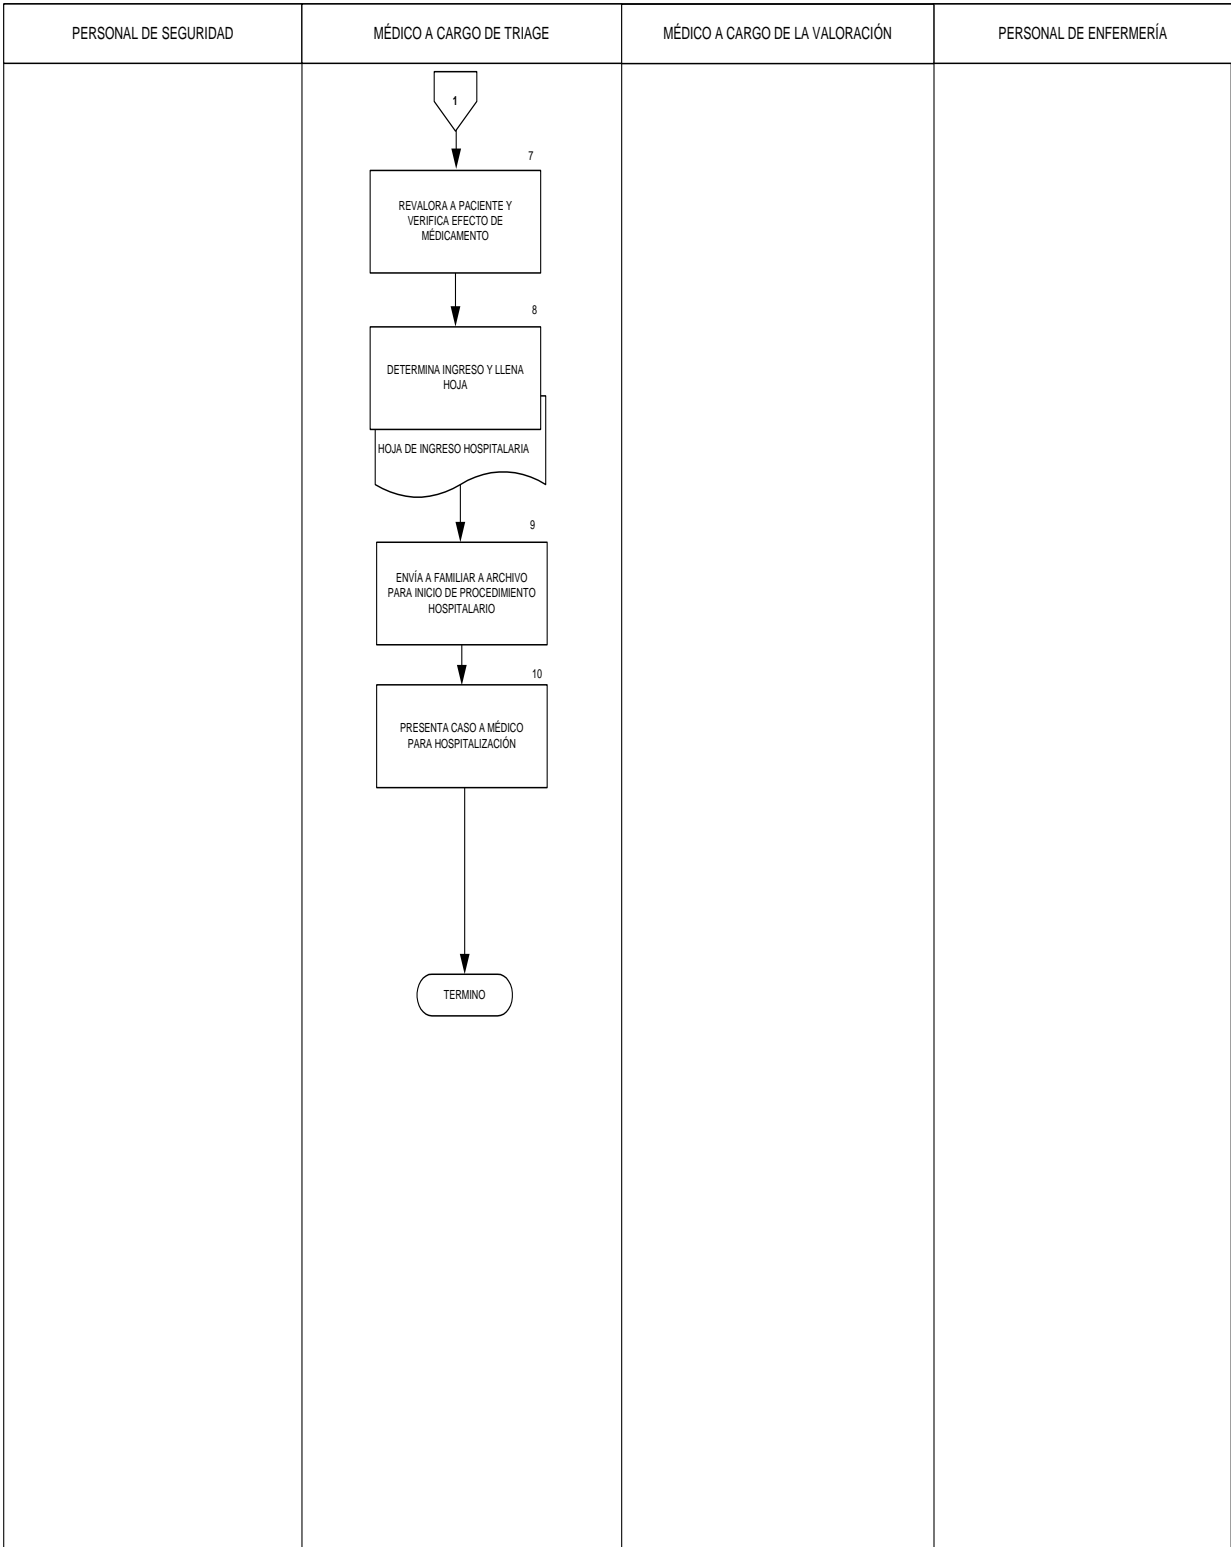 PERSONAL DE SEGURIDAD
MÉDICO A CARGO DE TRIAGE
MÉDICO A CARGO DE LA VALORACIÓN
PERSONAL DE ENFERMERÍA
1
7
REVALORA A PACIENTE Y
VERIFICA EFECTO DE
MÉDICAMENTO
8
DETERMINA INGRESO Y LLENA
HOJA
HOJA DE INGRESO HOSPITALARIA
9
ENVÍA A FAMILIAR A ARCHIVO
PARA INICIO DE PROCEDIMIENTO
HOSPITALARIO
10
PRESENTA CASO A MÉDICO
PARA HOSPITALIZACIÓN
TERMINO